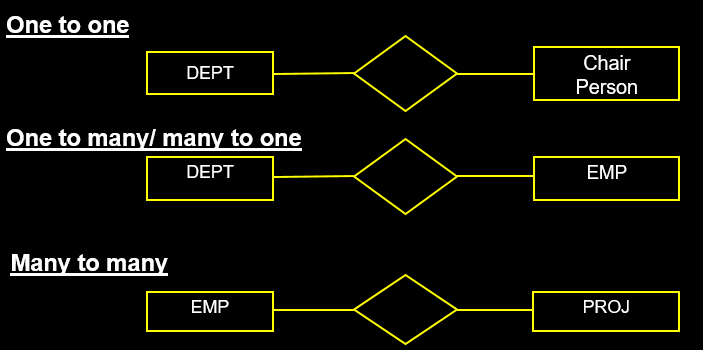 One to one
DEPT
Chair
Person
One to many/ many to one
DEPT
EMP
Many to many
EMP
PROJ